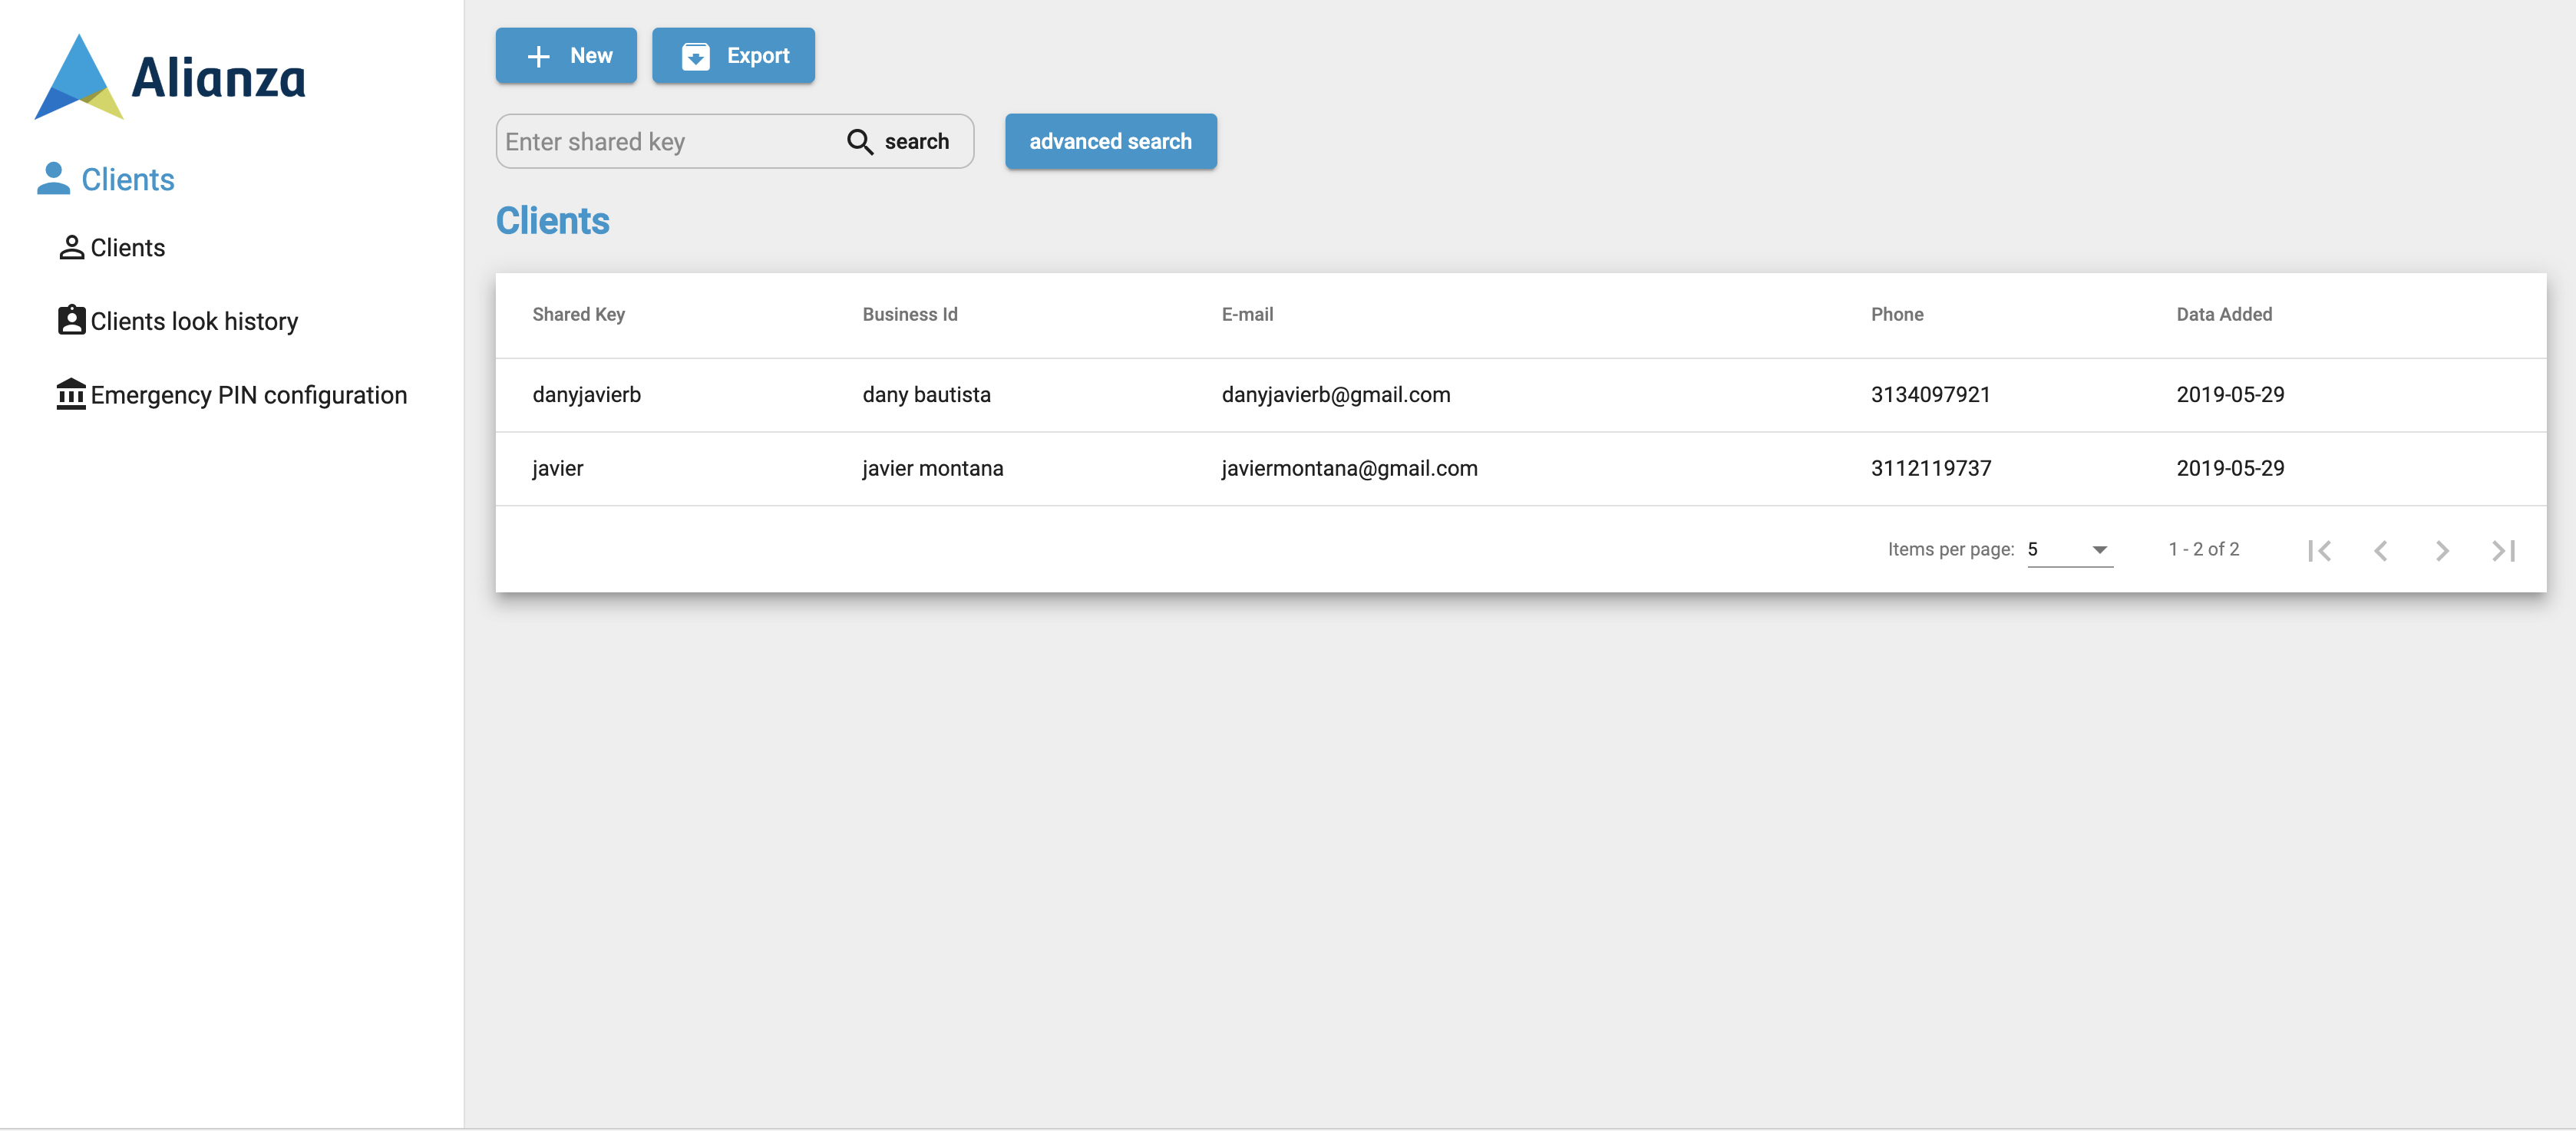 Alianza
Clients
Clients
Clients look history
Emergency PIN configuration
New Export
Enter shared key search advanced search
Clients
Shared Key Business Id E-mail Phone Data Added
danyjavierb dany bautista danyjavierb@gmail.com 3134097921 2019-05-29
javier javier montana javiermontana@gmail.com 3112119737 2019-05-29
Items per page: 5 1 - 2 of 2